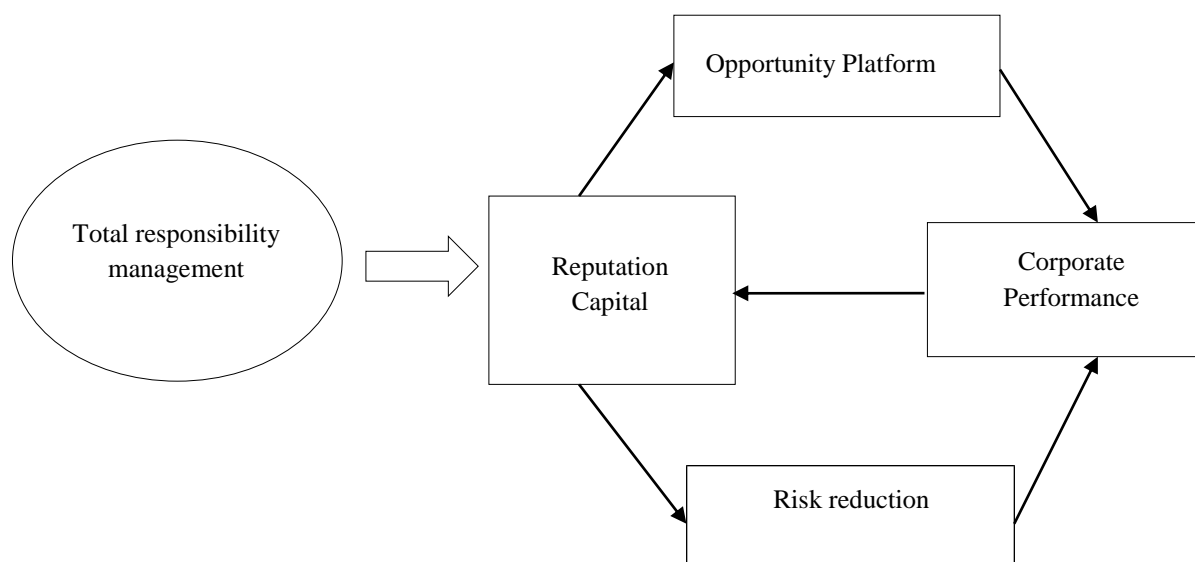 Opportunity Platform
Total responsibility
management
Reputation
Capital
Corporate
Performance
Risk reduction